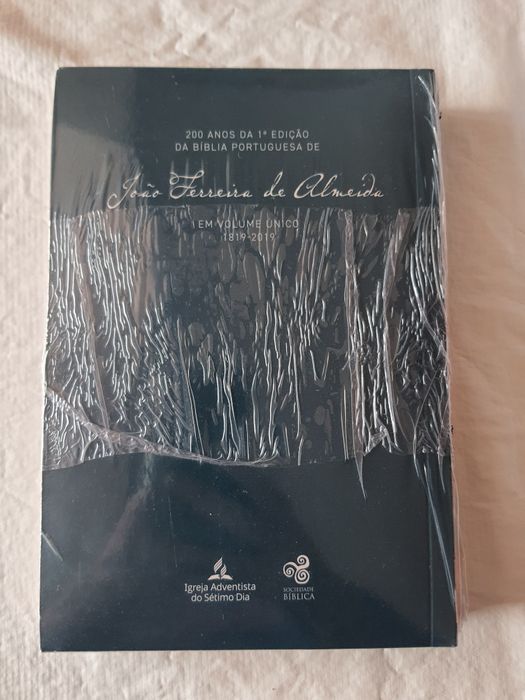 200 ANOS DA 1ª EDIÇÃO
DA BÍBLIA PORTUGUESA DE
João Ferreira de Almeida
EM VOLUME ÚNICO
1819-2019
Igreja Adventista
do Sétimo Dia
SOCIEDADE
BÍBLICA